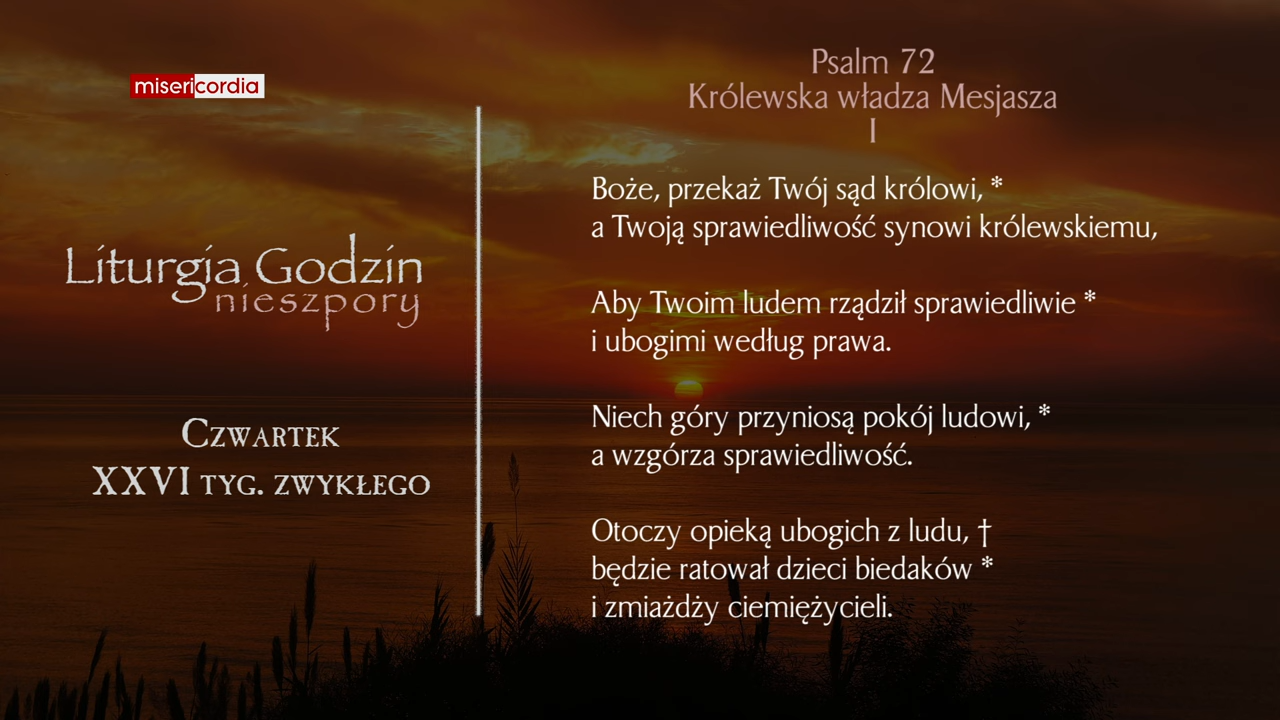 misericordia
Liturgia Godzin
nieszpory
Czwartek
XXVI tyg. zwykłego
Psalm 72
Królewska władza Mesjasza
I
Boże, przekaż Twój sąd królowi, *
a Twoją sprawiedliwość synowi królewskiemu,
Aby Twoim ludem rządził sprawiedliwie *
i ubogimi według prawa.
Niech góry przyniosą pokój ludowi, *
a wzgórza sprawiedliwość.
Otoczy opieką ubogich z ludu, †
będzie ratował dzieci biedaków *
i zmiażdży ciemiężycieli.